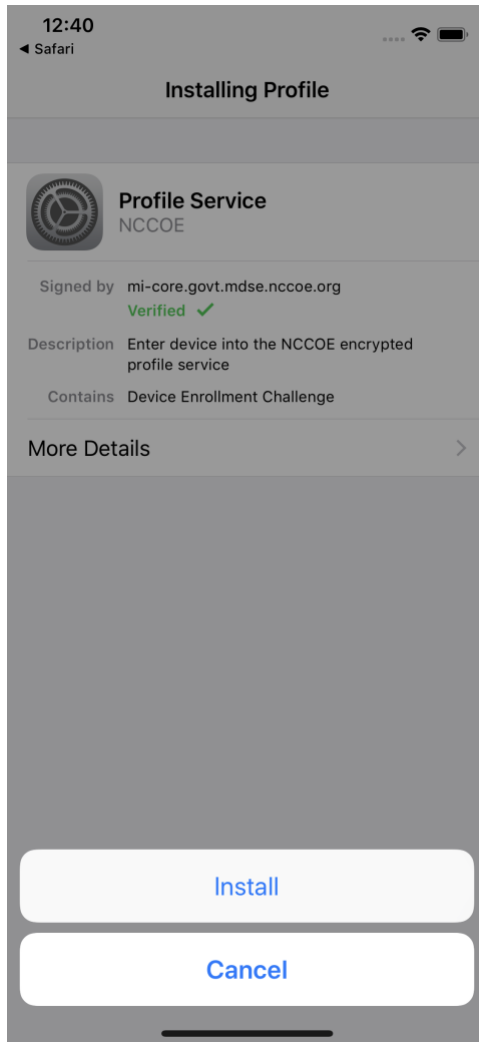 12:40
◀ Safari
Installing Profile
Profile Service
NCCOE
Signed by mi-core.govt.mdse.nccoe.org
Verified ✓
Description Enter device into the NCCOE encrypted
profile service
Contains Device Enrollment Challenge
More Details
Install
Cancel